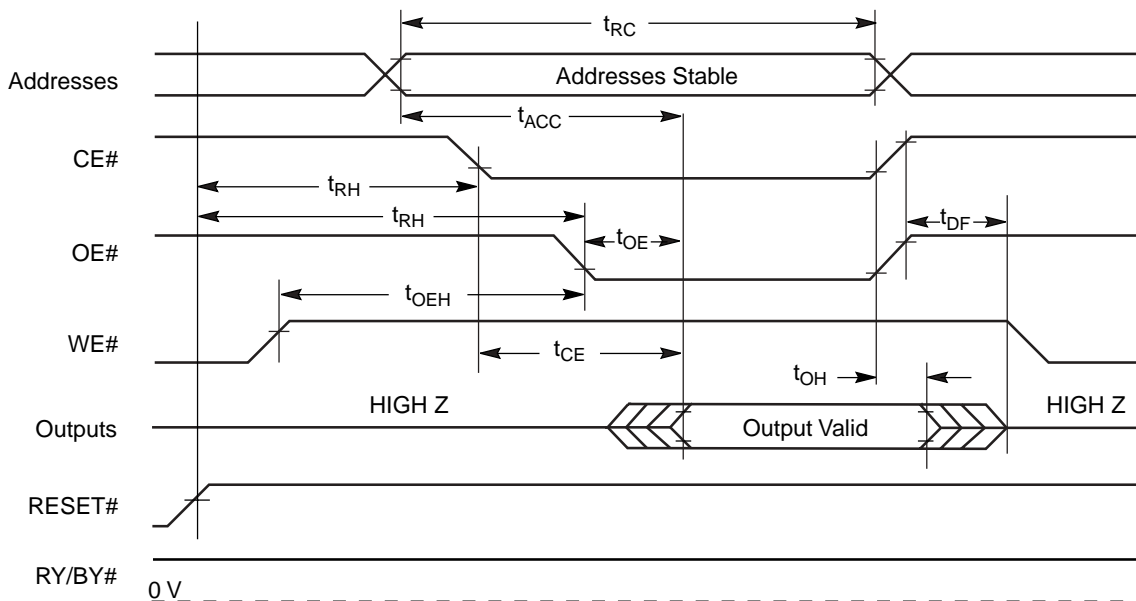 tRC
Addresses
Addresses Stable
tACC
CE#
tRH
tRH
tOE
tDF
OE#
tOEH
WE#
tCE
tOH
HIGH Z
HIGH Z
Outputs
Output Valid
RESET#
RY/BY#
0 V